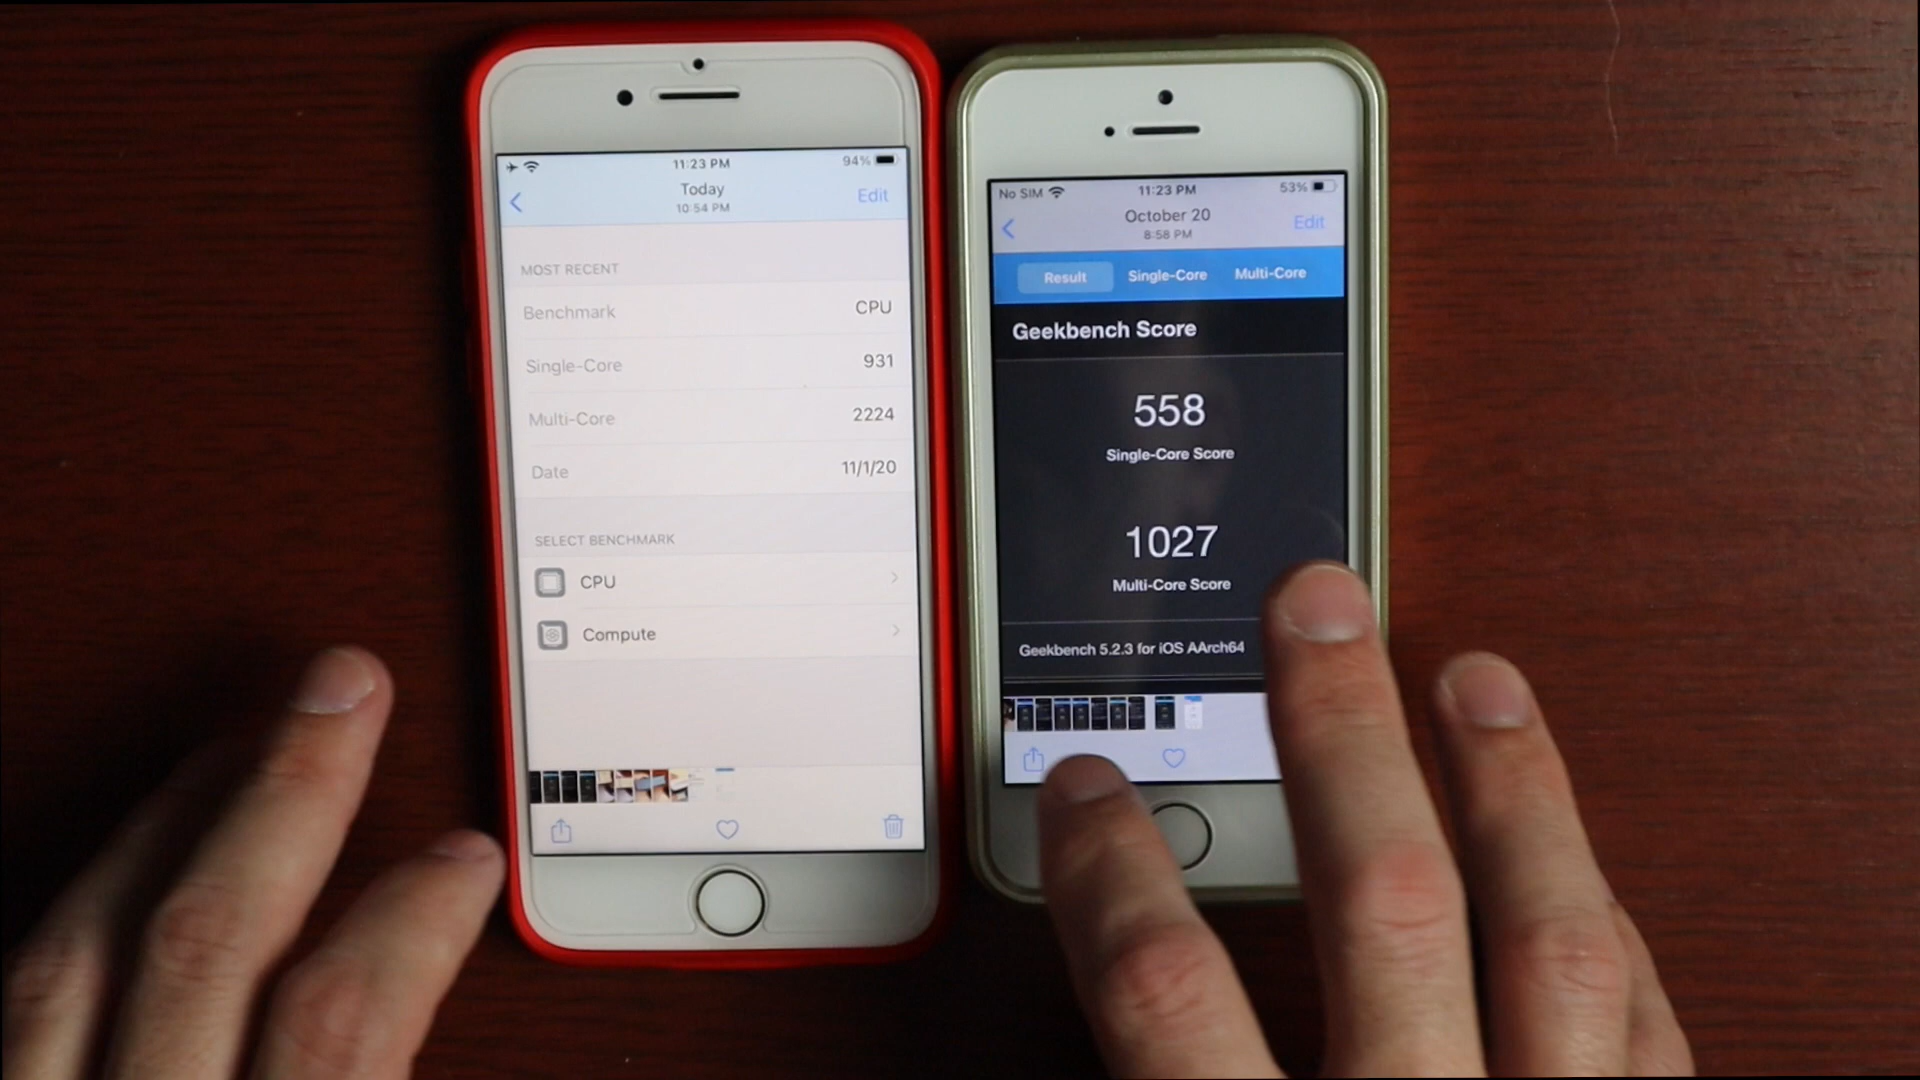 11:23 PM 94%
Today
10:54 PM
Edit
MOST RECENT
Benchmark CPU
Single-Core 931
Multi-Core 2224
Date 11/1/20
SELECT BENCHMARK
CPU
Compute
No SIM 11:23 PM 53%
October 20
8:58 PM
Edit
Result Single-Core Multi-Core
Geekbench Score
558
Single-Core Score
1027
Multi-Core Score
Geekbench 5.2.3 for iOS AArch64